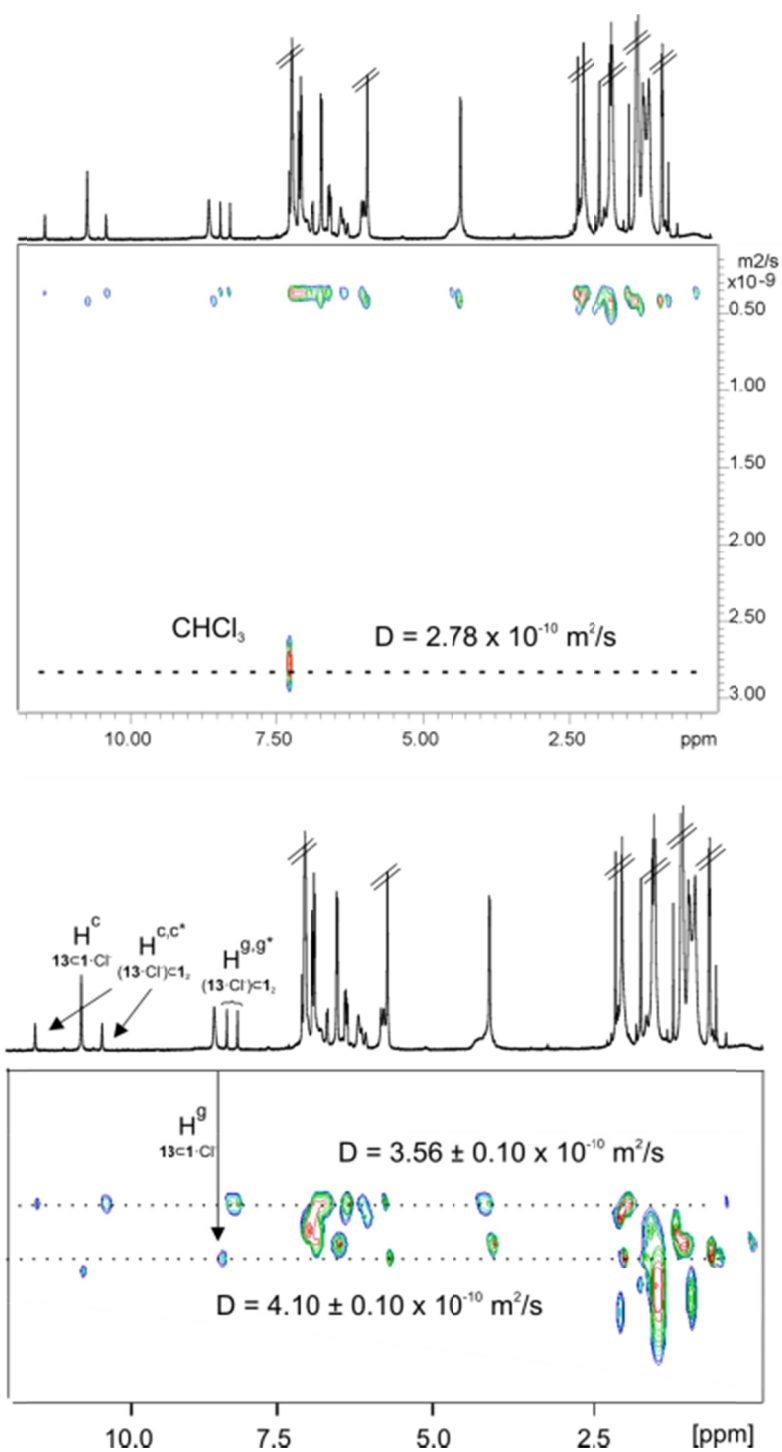 m2/s
x10-9
0.50
1.00
1.50
2.00
2.50
3.00
CHCl₃ D = 2.78 x 10⁻¹⁰ m²/s
10.00 7.50 5.00 2.50 ppm
Hᶜ
13⊂1·Cl⁻
Hᶜ,ᶜ*
(13·Cl⁻)⊂1₂
Hᵍ,ᵍ*
(13·Cl⁻)⊂1₂
Hᵍ
13⊂1·Cl⁻
D = 3.56 ± 0.10 x 10⁻¹⁰ m²/s
D = 4.10 ± 0.10 x 10⁻¹⁰ m²/s
10.0 7.5 5.0 2.5 [ppm]